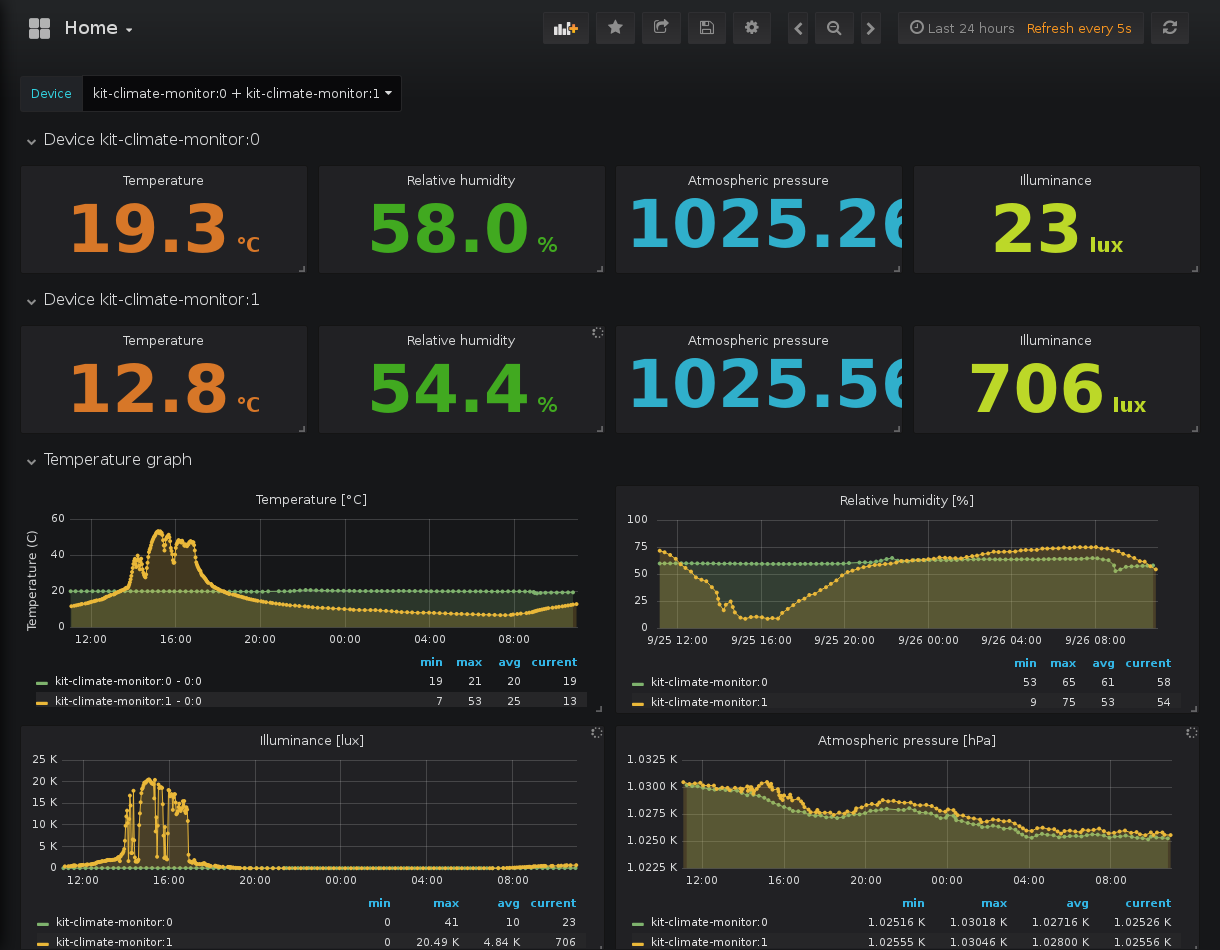 Home
Last 24 hours Refresh every 5s
Device kit-climate-monitor:0 + kit-climate-monitor:1
Device kit-climate-monitor:0
Temperature Relative humidity Atmospheric pressure Illuminance
19.3 °C 58.0 % 1025.26 23 lux
Device kit-climate-monitor:1
Temperature Relative humidity Atmospheric pressure Illuminance
12.8 °C 54.4 % 1025.56 706 lux
Temperature graph
Temperature [°C]
Temperature (C)
60
40
20
0
12:00 16:00 20:00 00:00 04:00 08:00
min max avg current
kit-climate-monitor:0 - 0:0 19 21 20 19
kit-climate-monitor:1 - 0:0 7 53 25 13
Relative humidity [%]
100
75
50
25
0
9/25 12:00 9/25 16:00 9/25 20:00 9/26 00:00 9/26 04:00 9/26 08:00
min max avg current
kit-climate-monitor:0 53 65 61 58
kit-climate-monitor:1 9 75 53 54
Illuminance [lux]
25 K
20 K
15 K
10 K
5 K
0
12:00 16:00 20:00 00:00 04:00 08:00
min max avg current
kit-climate-monitor:0 0 41 10 23
kit-climate-monitor:1 0 20.49 K 4.84 K 706
Atmospheric pressure [hPa]
1.0325 K
1.0300 K
1.0275 K
1.0250 K
1.0225 K
12:00 16:00 20:00 00:00 04:00 08:00
min max avg current
kit-climate-monitor:0 1.02516 K 1.03018 K 1.02716 K 1.02526 K
kit-climate-monitor:1 1.02555 K 1.03046 K 1.02800 K 1.02556 K